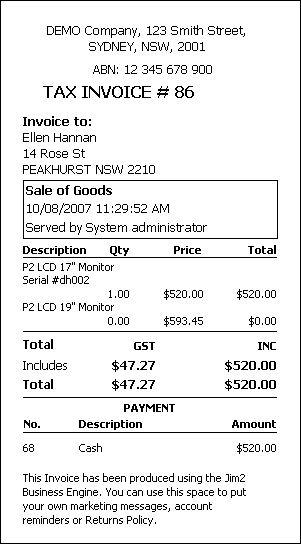 DEMO Company, 123 Smith Street,
SYDNEY, NSW, 2001
ABN: 12 345 678 900
TAX INVOICE # 86
Invoice to:
Ellen Hannan
14 Rose St
PEAKHURST NSW 2210
Sale of Goods
10/08/2007 11:29:52 AM
Served by System administrator
Description Qty Price Total
P2 LCD 17" Monitor
Serial #dh002
1.00 $520.00 $520.00
P2 LCD 19" Monitor
0.00 $593.45 $0.00
Total GST INC
Includes $47.27 $520.00
Total $47.27 $520.00
PAYMENT
No. Description Amount
68 Cash $520.00
This Invoice has been produced using the Jim2
Business Engine. You can use this space to put
your own marketing messages, account
reminders or Returns Policy.